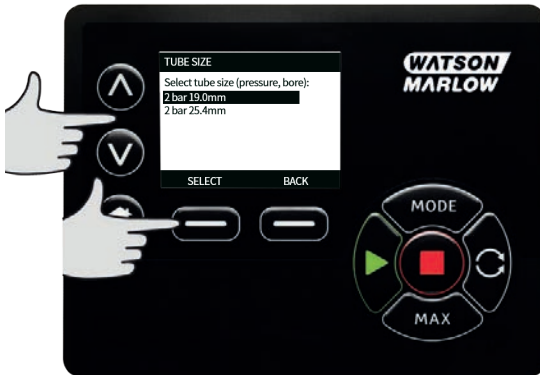 TUBE SIZE
Select tube size (pressure, bore):
2 bar 19.0mm
2 bar 25.4mm
SELECT
BACK
WATSON
MARLOW
MODE
MAX